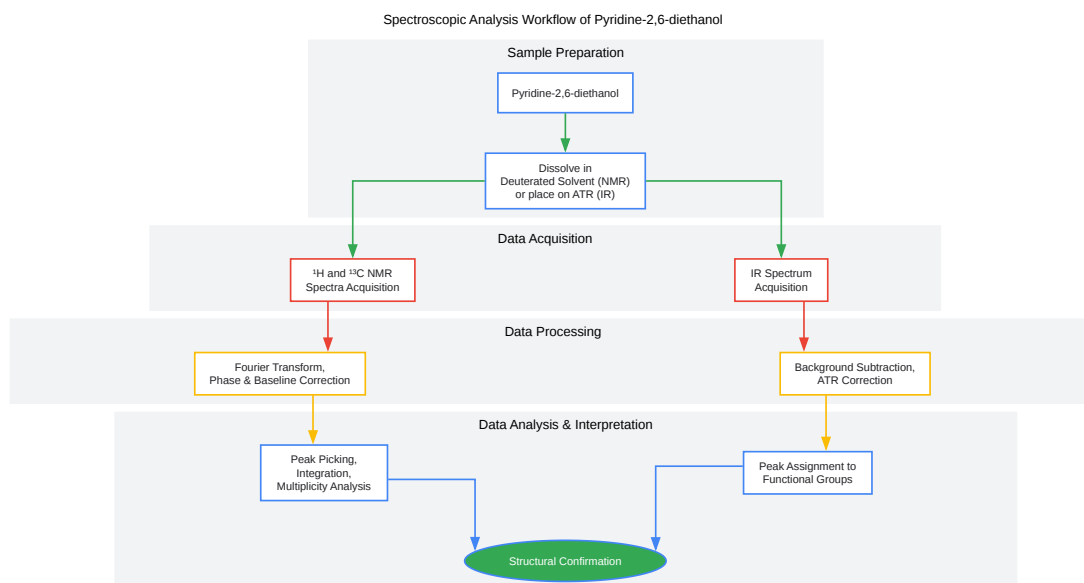 Spectroscopic Analysis Workflow of Pyridine-2,6-diethanol
Sample Preparation
Pyridine-2,6-diethanol
Dissolve in
Deuterated Solvent (NMR)
or place on ATR (IR)
Data Acquisition
¹H and ¹³C NMR
Spectra Acquisition
IR Spectrum
Acquisition
Data Processing
Fourier Transform,
Phase & Baseline Correction
Background Subtraction,
ATR Correction
Data Analysis & Interpretation
Peak Picking,
Integration,
Multiplicity Analysis
Peak Assignment to
Functional Groups
Structural Confirmation